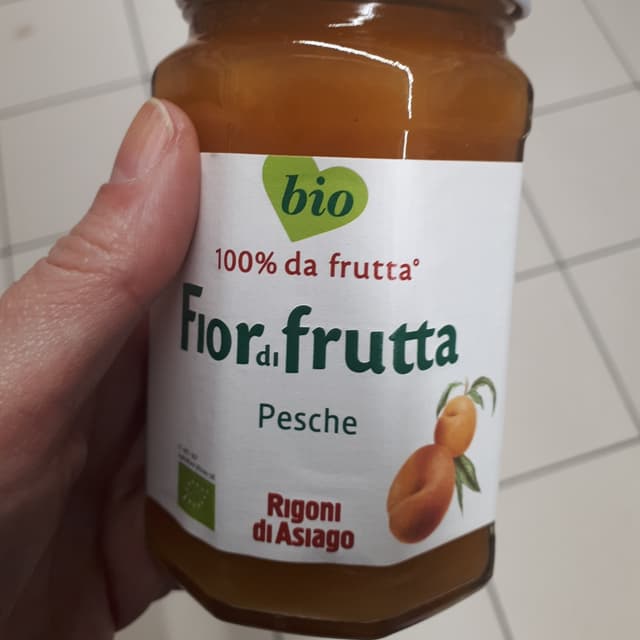 bio
100% da frutta°
Fior di frutta
Pesche
Rigoni
di Asiago